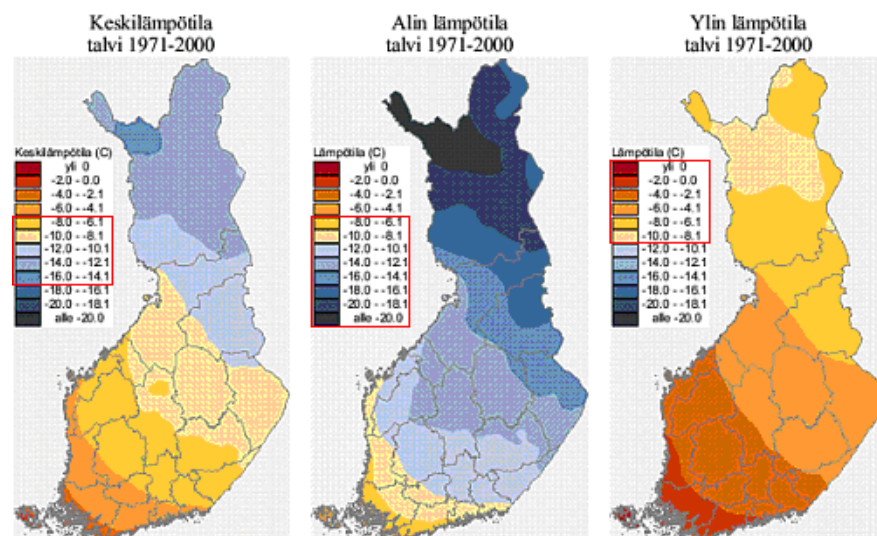 Keskilämpötila
talvi 1971-2000
Alin lämpötila
talvi 1971-2000
Ylin lämpötila
talvi 1971-2000
Keskilämpötila (C)
yli 0
-2.0 - 0.0
-4.0 - -2.1
-6.0 - -4.1
-8.0 - -6.1
-10.0 - -8.1
-12.0 - -10.1
-14.0 - -12.1
-16.0 - -14.1
-18.0 - -16.1
-20.0 - -18.1
alle -20.0
Lämpötila (C)
yli 0
-2.0 - 0.0
-4.0 - -2.1
-6.0 - -4.1
-8.0 - -6.1
-10.0 - -8.1
-12.0 - -10.1
-14.0 - -12.1
-16.0 - -14.1
-18.0 - -16.1
-20.0 - -18.1
alle -20.0
Lämpötila (C)
yli 0
-2.0 - 0.0
-4.0 - -2.1
-6.0 - -4.1
-8.0 - -6.1
-10.0 - -8.1
-12.0 - -10.1
-14.0 - -12.1
-16.0 - -14.1
-18.0 - -16.1
-20.0 - -18.1
alle -20.0